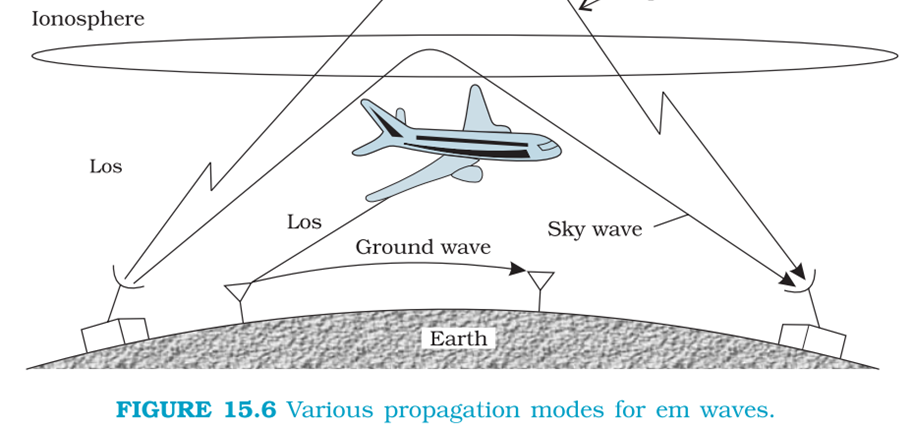 Ionosphere
Los
Los
Sky wave
Ground wave
Earth
FIGURE 15.6 Various propagation modes for em waves.